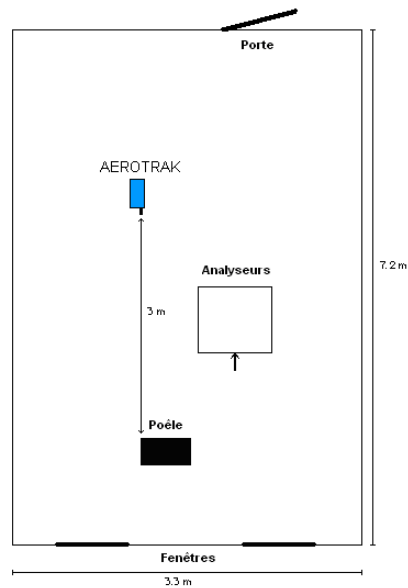 Porte
AEROTRAK
Analyseurs
7.2 m
3 m
Poêle
Fenêtres
3.3 m